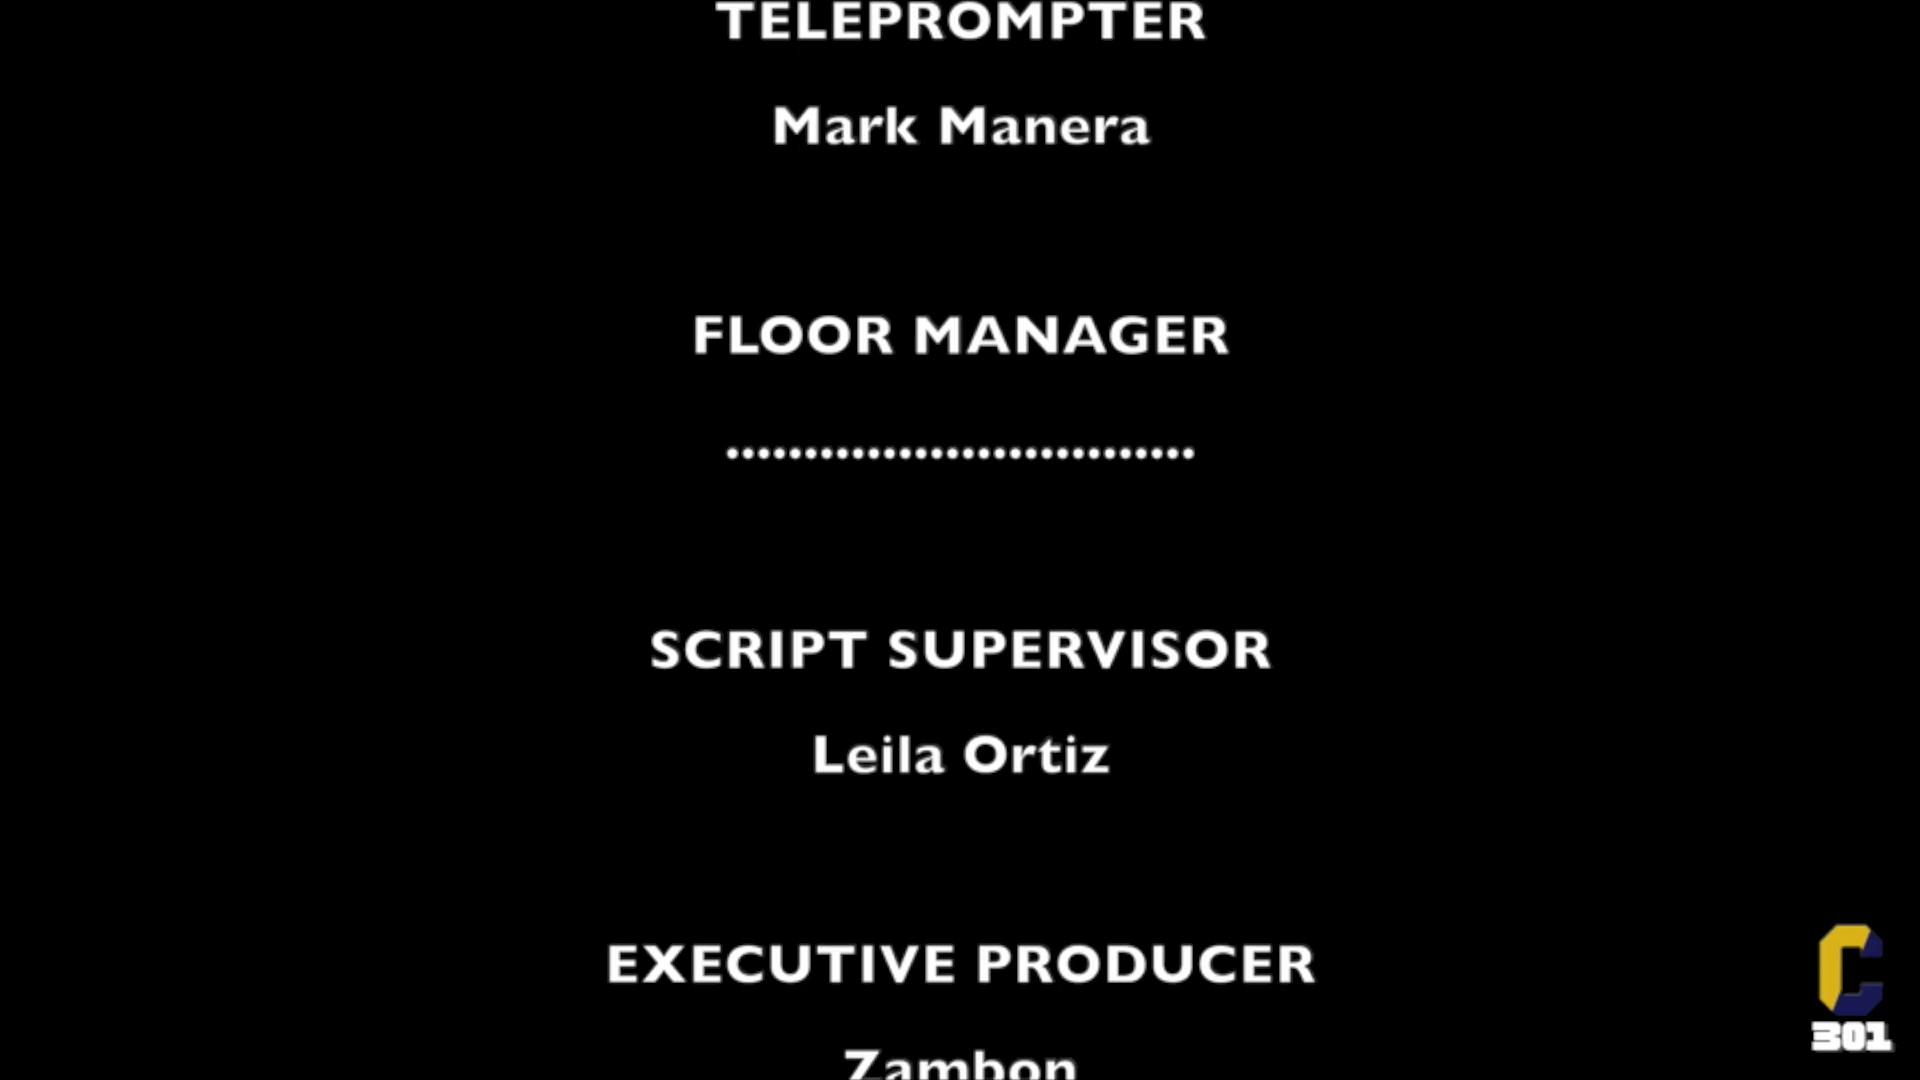 TELEPROMPTER
Mark Manera
FLOOR MANAGER
..............................
SCRIPT SUPERVISOR
Leila Ortiz
EXECUTIVE PRODUCER
Zambon
C
301